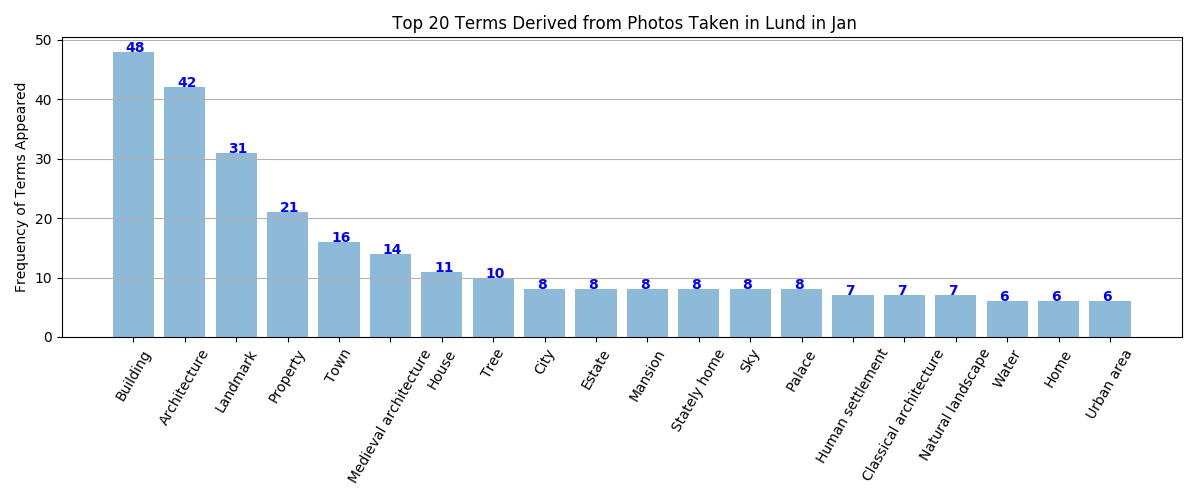 Top 20 Terms Derived from Photos Taken in Lund in Jan
Frequency of Terms Appeared
50
40
30
20
10
0
48
42
31
21
16
14
11
10
8
8
8
8
8
8
7
7
7
6
6
6
Building
Architecture
Landmark
Property
Town
Medieval architecture
House
Tree
City
Estate
Mansion
Stately home
Sky
Palace
Human settlement
Classical architecture
Natural landscape
Water
Home
Urban area